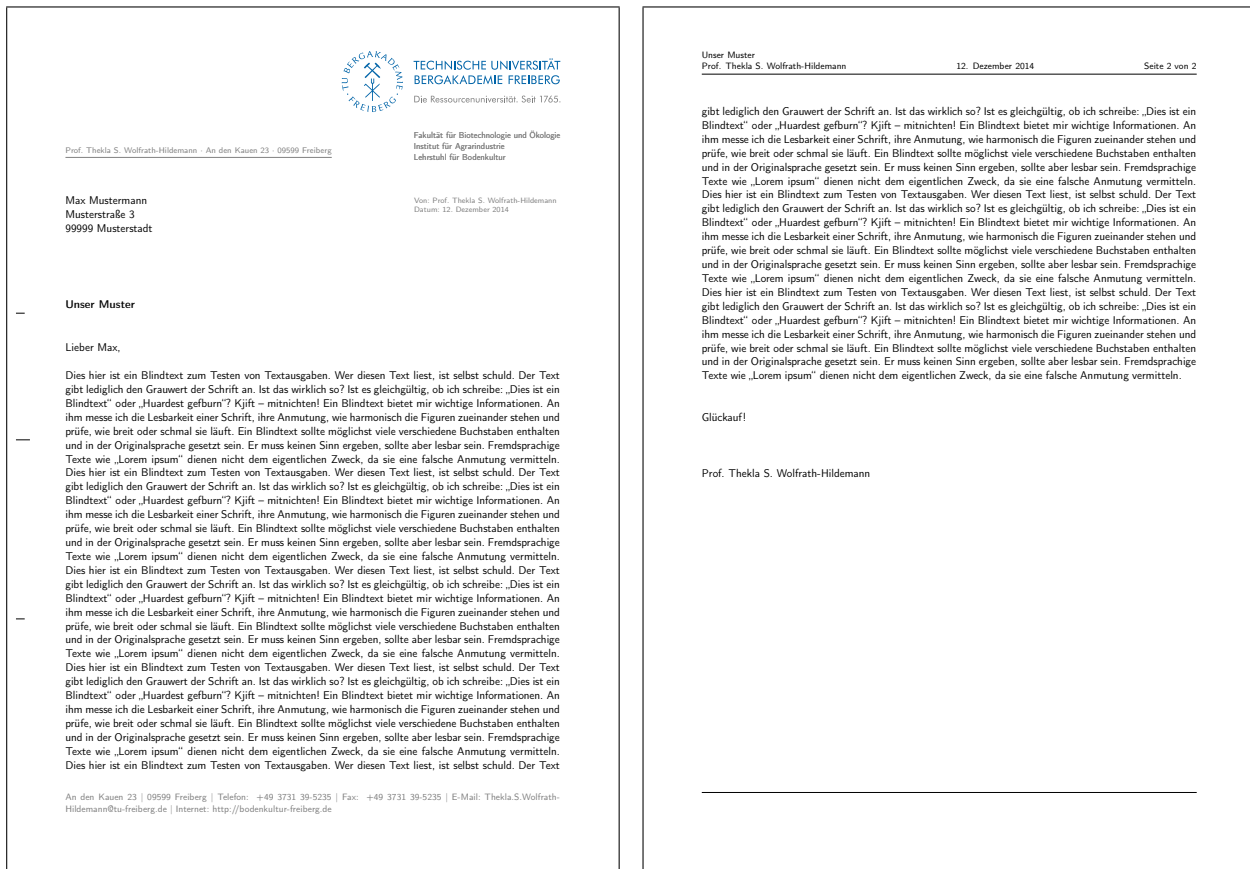 TU BERGAKADEMIE
· FREIBERG ·
TECHNISCHE UNIVERSITÄT
BERGAKADEMIE FREIBERG
Die Ressourcenuniversität. Seit 1765.
Fakultät für Biotechnologie und Ökologie
Institut für Agrarindustrie
Lehrstuhl für Bodenkultur
Prof. Thekla S. Wolfrath-Hildemann · An den Kauen 23 · 09599 Freiberg
Max Mustermann
Musterstraße 3
99999 Musterstadt
Von: Prof. Thekla S. Wolfrath-Hildemann
Datum: 12. Dezember 2014
Unser Muster
Lieber Max,
Dies hier ist ein Blindtext zum Testen von Textausgaben. Wer diesen Text liest, ist selbst schuld. Der Text
gibt lediglich den Grauwert der Schrift an. Ist das wirklich so? Ist es gleichgültig, ob ich schreibe: „Dies ist ein
Blindtext“ oder „Huardest gefburn“? Kjift – mitnichten! Ein Blindtext bietet mir wichtige Informationen. An
ihm messe ich die Lesbarkeit einer Schrift, ihre Anmutung, wie harmonisch die Figuren zueinander stehen und
prüfe, wie breit oder schmal sie läuft. Ein Blindtext sollte möglichst viele verschiedene Buchstaben enthalten
und in der Originalsprache gesetzt sein. Er muss keinen Sinn ergeben, sollte aber lesbar sein. Fremdsprachige
Texte wie „Lorem ipsum“ dienen nicht dem eigentlichen Zweck, da sie eine falsche Anmutung vermitteln.
Dies hier ist ein Blindtext zum Testen von Textausgaben. Wer diesen Text liest, ist selbst schuld. Der Text
gibt lediglich den Grauwert der Schrift an. Ist das wirklich so? Ist es gleichgültig, ob ich schreibe: „Dies ist ein
Blindtext“ oder „Huardest gefburn“? Kjift – mitnichten! Ein Blindtext bietet mir wichtige Informationen. An
ihm messe ich die Lesbarkeit einer Schrift, ihre Anmutung, wie harmonisch die Figuren zueinander stehen und
prüfe, wie breit oder schmal sie läuft. Ein Blindtext sollte möglichst viele verschiedene Buchstaben enthalten
und in der Originalsprache gesetzt sein. Er muss keinen Sinn ergeben, sollte aber lesbar sein. Fremdsprachige
Texte wie „Lorem ipsum“ dienen nicht dem eigentlichen Zweck, da sie eine falsche Anmutung vermitteln.
Dies hier ist ein Blindtext zum Testen von Textausgaben. Wer diesen Text liest, ist selbst schuld. Der Text
gibt lediglich den Grauwert der Schrift an. Ist das wirklich so? Ist es gleichgültig, ob ich schreibe: „Dies ist ein
Blindtext“ oder „Huardest gefburn“? Kjift – mitnichten! Ein Blindtext bietet mir wichtige Informationen. An
ihm messe ich die Lesbarkeit einer Schrift, ihre Anmutung, wie harmonisch die Figuren zueinander stehen und
prüfe, wie breit oder schmal sie läuft. Ein Blindtext sollte möglichst viele verschiedene Buchstaben enthalten
und in der Originalsprache gesetzt sein. Er muss keinen Sinn ergeben, sollte aber lesbar sein. Fremdsprachige
Texte wie „Lorem ipsum“ dienen nicht dem eigentlichen Zweck, da sie eine falsche Anmutung vermitteln.
Dies hier ist ein Blindtext zum Testen von Textausgaben. Wer diesen Text liest, ist selbst schuld. Der Text
gibt lediglich den Grauwert der Schrift an. Ist das wirklich so? Ist es gleichgültig, ob ich schreibe: „Dies ist ein
Blindtext“ oder „Huardest gefburn“? Kjift – mitnichten! Ein Blindtext bietet mir wichtige Informationen. An
ihm messe ich die Lesbarkeit einer Schrift, ihre Anmutung, wie harmonisch die Figuren zueinander stehen und
prüfe, wie breit oder schmal sie läuft. Ein Blindtext sollte möglichst viele verschiedene Buchstaben enthalten
und in der Originalsprache gesetzt sein. Er muss keinen Sinn ergeben, sollte aber lesbar sein. Fremdsprachige
Texte wie „Lorem ipsum“ dienen nicht dem eigentlichen Zweck, da sie eine falsche Anmutung vermitteln.
Dies hier ist ein Blindtext zum Testen von Textausgaben. Wer diesen Text liest, ist selbst schuld. Der Text
An den Kauen 23 | 09599 Freiberg | Telefon: +49 3731 39-5235 | Fax: +49 3731 39-5235 | E-Mail: Thekla.S.Wolfrath-
Hildemann@tu-freiberg.de | Internet: http://bodenkultur-freiberg.de
Unser Muster
Prof. Thekla S. Wolfrath-Hildemann 12. Dezember 2014 Seite 2 von 2
gibt lediglich den Grauwert der Schrift an. Ist das wirklich so? Ist es gleichgültig, ob ich schreibe: „Dies ist ein
Blindtext“ oder „Huardest gefburn“? Kjift – mitnichten! Ein Blindtext bietet mir wichtige Informationen. An
ihm messe ich die Lesbarkeit einer Schrift, ihre Anmutung, wie harmonisch die Figuren zueinander stehen und
prüfe, wie breit oder schmal sie läuft. Ein Blindtext sollte möglichst viele verschiedene Buchstaben enthalten
und in der Originalsprache gesetzt sein. Er muss keinen Sinn ergeben, sollte aber lesbar sein. Fremdsprachige
Texte wie „Lorem ipsum“ dienen nicht dem eigentlichen Zweck, da sie eine falsche Anmutung vermitteln.
Dies hier ist ein Blindtext zum Testen von Textausgaben. Wer diesen Text liest, ist selbst schuld. Der Text
gibt lediglich den Grauwert der Schrift an. Ist das wirklich so? Ist es gleichgültig, ob ich schreibe: „Dies ist ein
Blindtext“ oder „Huardest gefburn“? Kjift – mitnichten! Ein Blindtext bietet mir wichtige Informationen. An
ihm messe ich die Lesbarkeit einer Schrift, ihre Anmutung, wie harmonisch die Figuren zueinander stehen und
prüfe, wie breit oder schmal sie läuft. Ein Blindtext sollte möglichst viele verschiedene Buchstaben enthalten
und in der Originalsprache gesetzt sein. Er muss keinen Sinn ergeben, sollte aber lesbar sein. Fremdsprachige
Texte wie „Lorem ipsum“ dienen nicht dem eigentlichen Zweck, da sie eine falsche Anmutung vermitteln.
Dies hier ist ein Blindtext zum Testen von Textausgaben. Wer diesen Text liest, ist selbst schuld. Der Text
gibt lediglich den Grauwert der Schrift an. Ist das wirklich so? Ist es gleichgültig, ob ich schreibe: „Dies ist ein
Blindtext“ oder „Huardest gefburn“? Kjift – mitnichten! Ein Blindtext bietet mir wichtige Informationen. An
ihm messe ich die Lesbarkeit einer Schrift, ihre Anmutung, wie harmonisch die Figuren zueinander stehen und
prüfe, wie breit oder schmal sie läuft. Ein Blindtext sollte möglichst viele verschiedene Buchstaben enthalten
und in der Originalsprache gesetzt sein. Er muss keinen Sinn ergeben, sollte aber lesbar sein. Fremdsprachige
Texte wie „Lorem ipsum“ dienen nicht dem eigentlichen Zweck, da sie eine falsche Anmutung vermitteln.
Glückauf!
Prof. Thekla S. Wolfrath-Hildemann